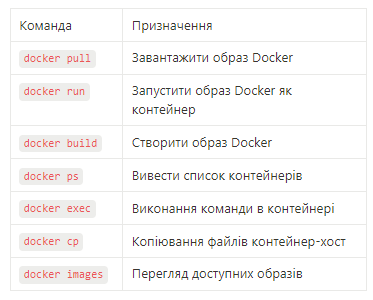 Команда Призначення
docker pull Завантажити образ Docker
docker run Запустити образ Docker як
контейнер
docker build Створити образ Docker
docker ps Вивести список контейнерів
docker exec Виконання команди в контейнері
docker cp Копіювання файлів контейнер-хост
docker images Перегляд доступних образів